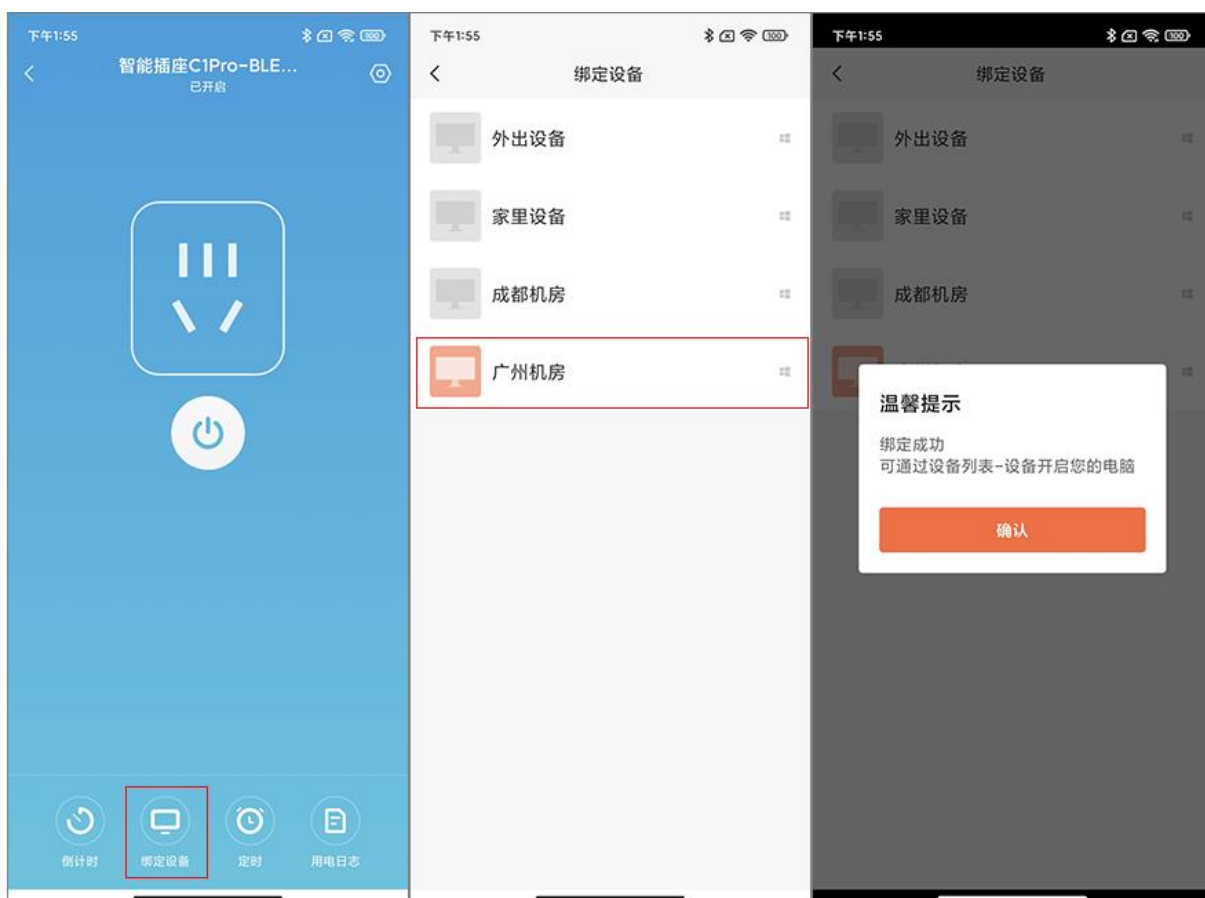 下午1:55
100
智能插座C1Pro-BLE...
已开启
倒计时
绑定设备
定时
用电日志
下午1:55
100
绑定设备
外出设备
家里设备
成都机房
广州机房
下午1:55
100
绑定设备
外出设备
家里设备
成都机房
温馨提示
绑定成功
可通过设备列表-设备开启您的电脑
确认